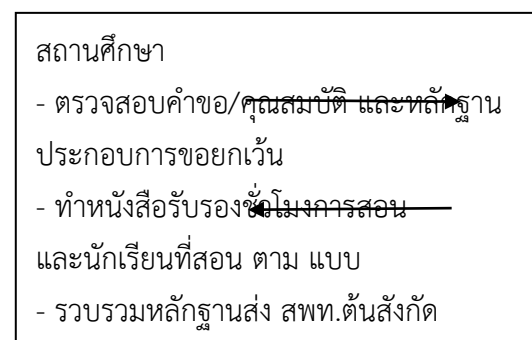 สถานศึกษา
- ตรวจสอบคำขอ/คุณสมบัติ และหลักฐาน
ประกอบการขอยกเว้น
- ทำหนังสือรับรองชั่วโมงการสอน
และนักเรียนที่สอน ตาม แบบ
- รวบรวมหลักฐานส่ง สพท.ต้นสังกัด